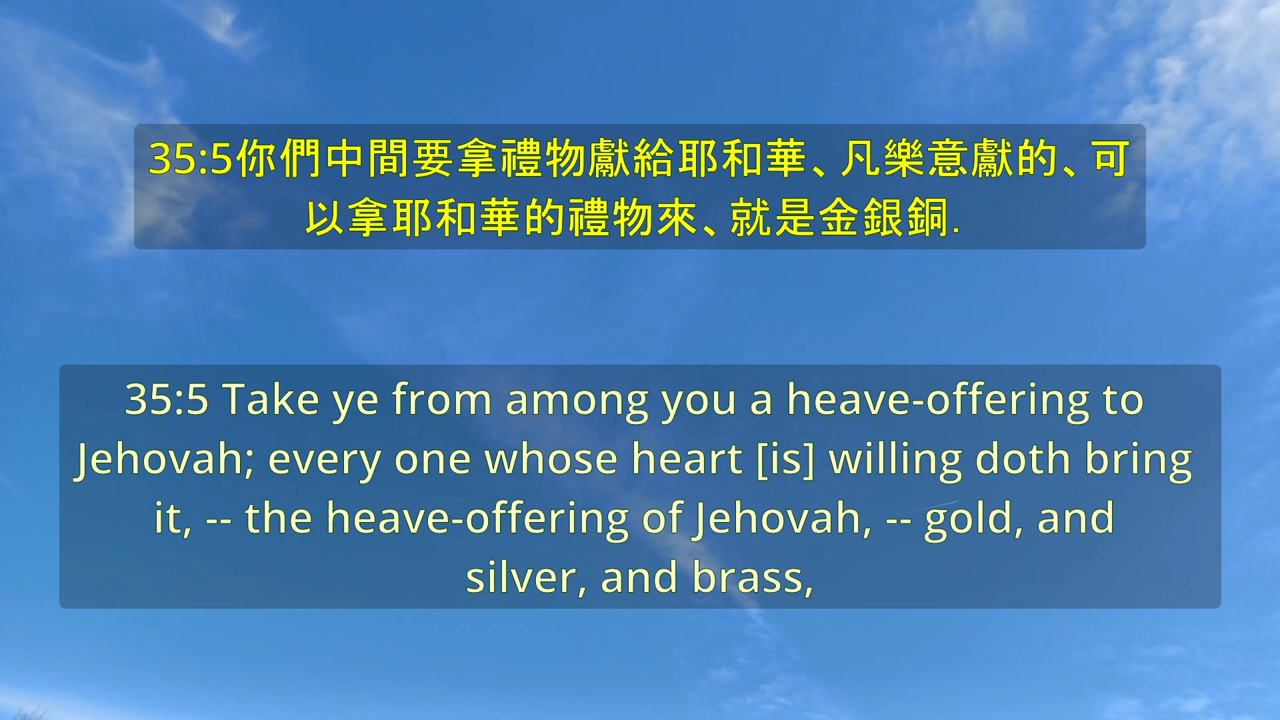 35:5你們中間要拿禮物獻給耶和華、凡樂意獻的、可
以拿耶和華的禮物來、就是金銀銅.
35:5 Take ye from among you a heave-offering to
Jehovah; every one whose heart [is] willing doth bring
it, -- the heave-offering of Jehovah, -- gold, and
silver, and brass,